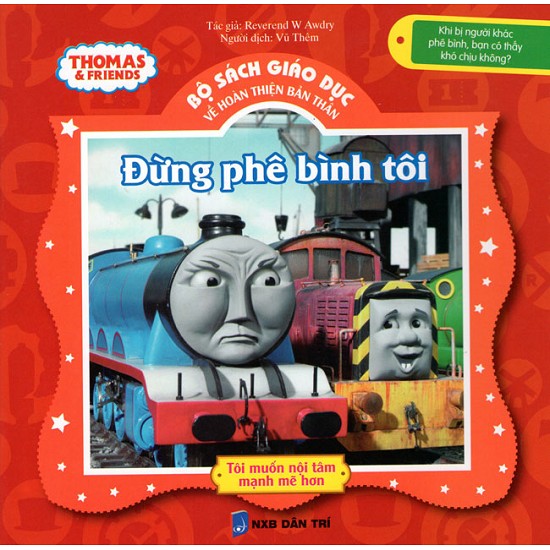 Tác giả: Reverend W Awdry
Người dịch: Vũ Thêm
THOMAS
& FRIENDS
Khi bị người khác
phê bình, bạn có thấy
khó chịu không?
BỘ SÁCH GIÁO DỤC
VỀ HOÀN THIỆN BẢN THÂN
Đừng phê bình tôi
Tôi muốn nội tâm
mạnh mẽ hơn
NXB DÂN TRÍ